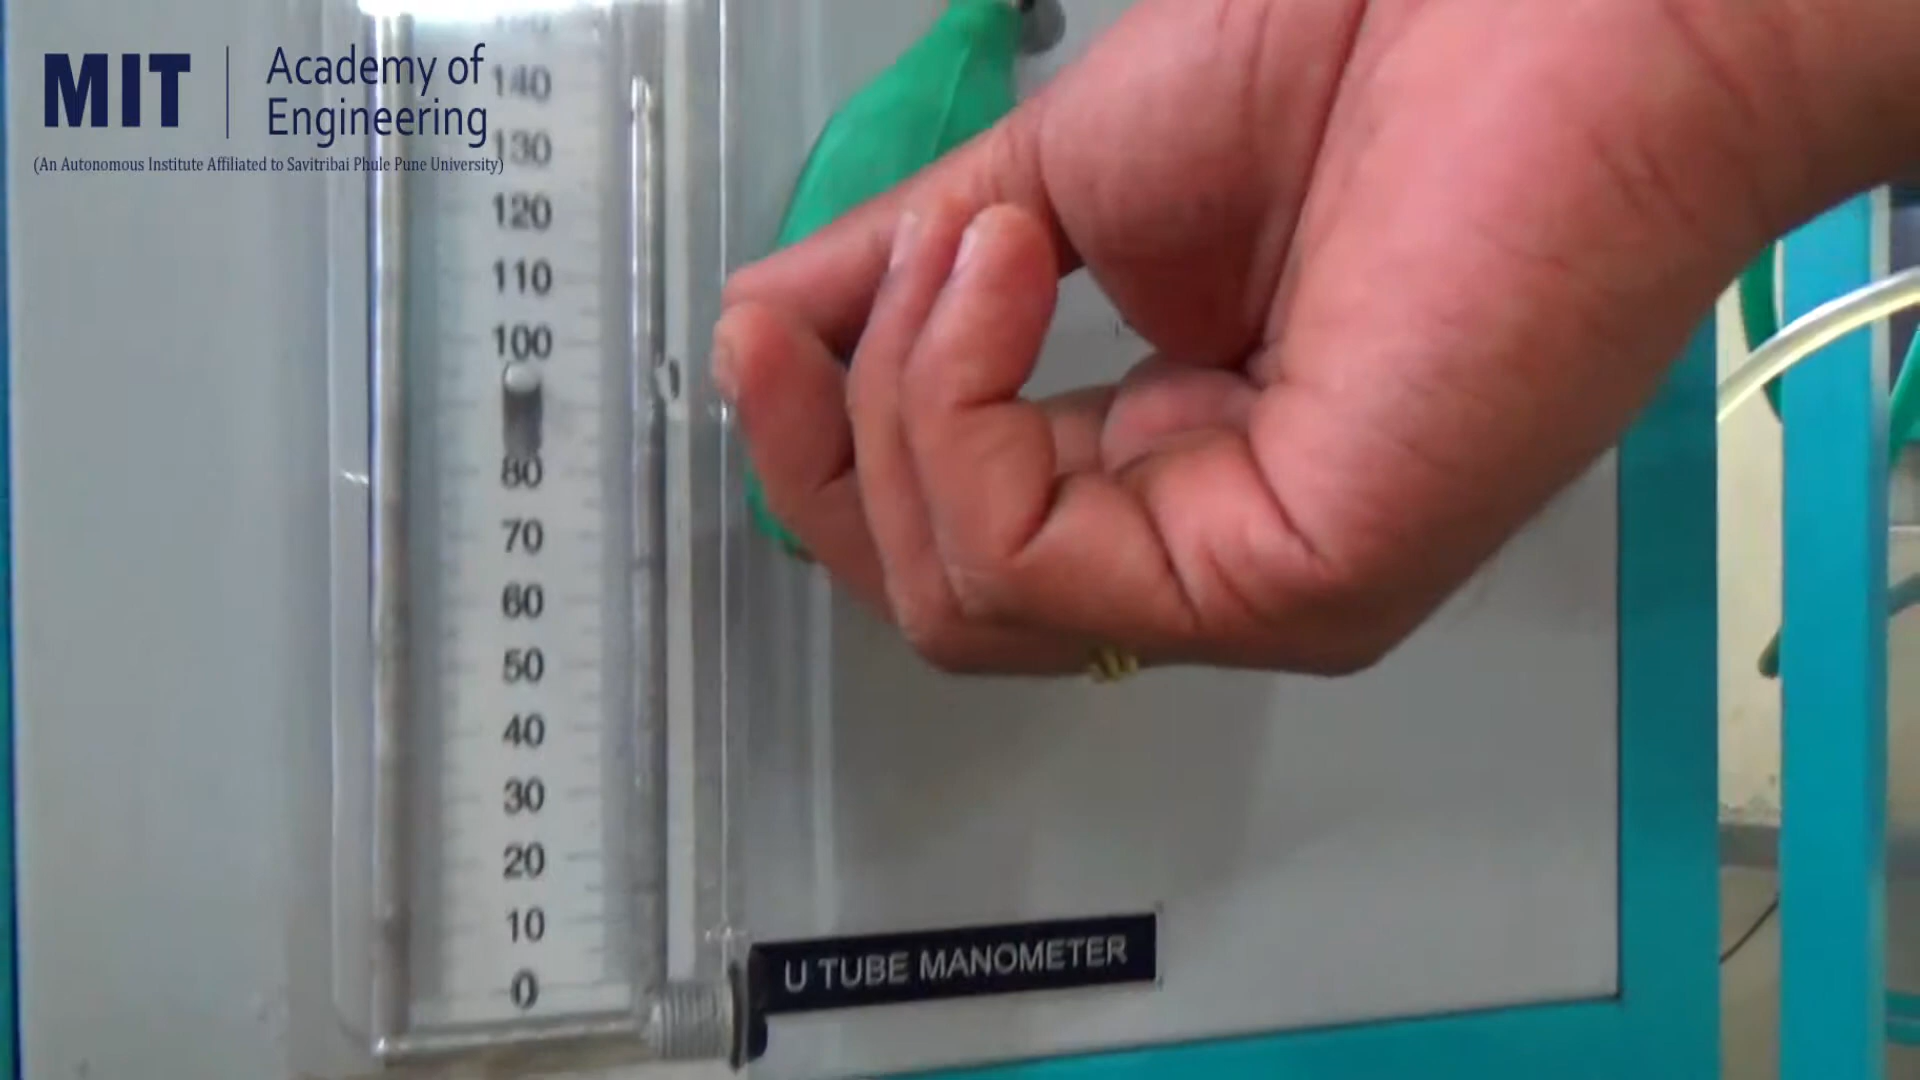 MIT
Academy of
Engineering
(An Autonomous Institute Affiliated to Savitribai Phule Pune University)
140
130
120
110
100
80
70
60
50
40
30
20
10
0
U TUBE MANOMETER